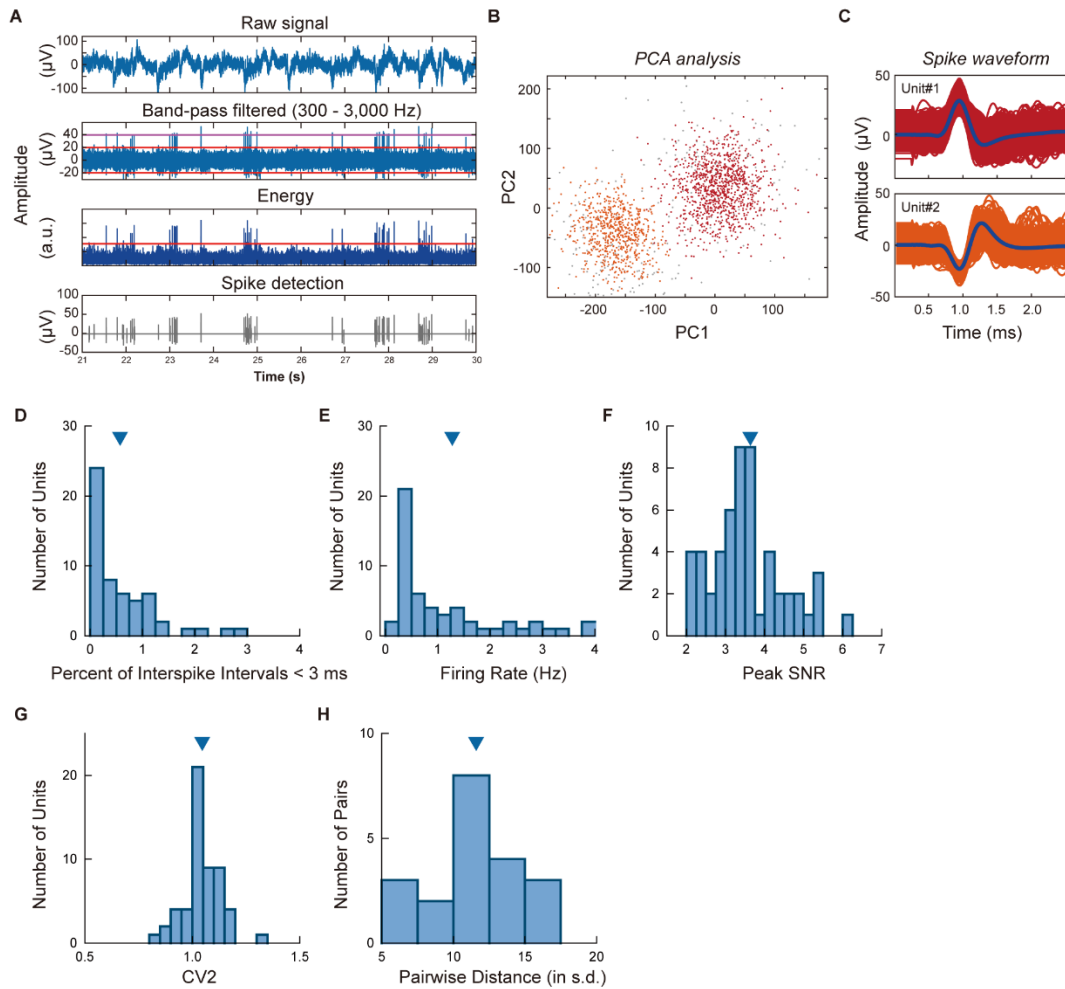 A
Raw signal
100
0
-100
(µV)
Band-pass filtered (300 - 3,000 Hz)
40
20
0
-20
(µV)
Amplitude
Energy
(a.u.)
Spike detection
100
50
0
-50
(µV)
21 22 23 24 25 26 27 28 29 30
Time (s)
B
PCA analysis
200
100
0
-100
PC2
-200 -100 0 100
PC1
C
Spike waveform
50
Unit#1
0
-50
Unit#2
0
-50
Amplitude (µV)
0.5 1.0 1.5 2.0
Time (ms)
D
30
20
10
0
Number of Units
0 1 2 3 4
Percent of Interspike Intervals < 3 ms
E
30
20
10
0
Number of Units
0 1 2 3 4
Firing Rate (Hz)
F
10
8
6
4
2
0
Number of Units
2 3 4 5 6 7
Peak SNR
G
20
10
0
Number of Units
0.5 1.0 1.5
CV2
H
10
5
0
Number of Pairs
5 10 15 20
Pairwise Distance (in s.d.)